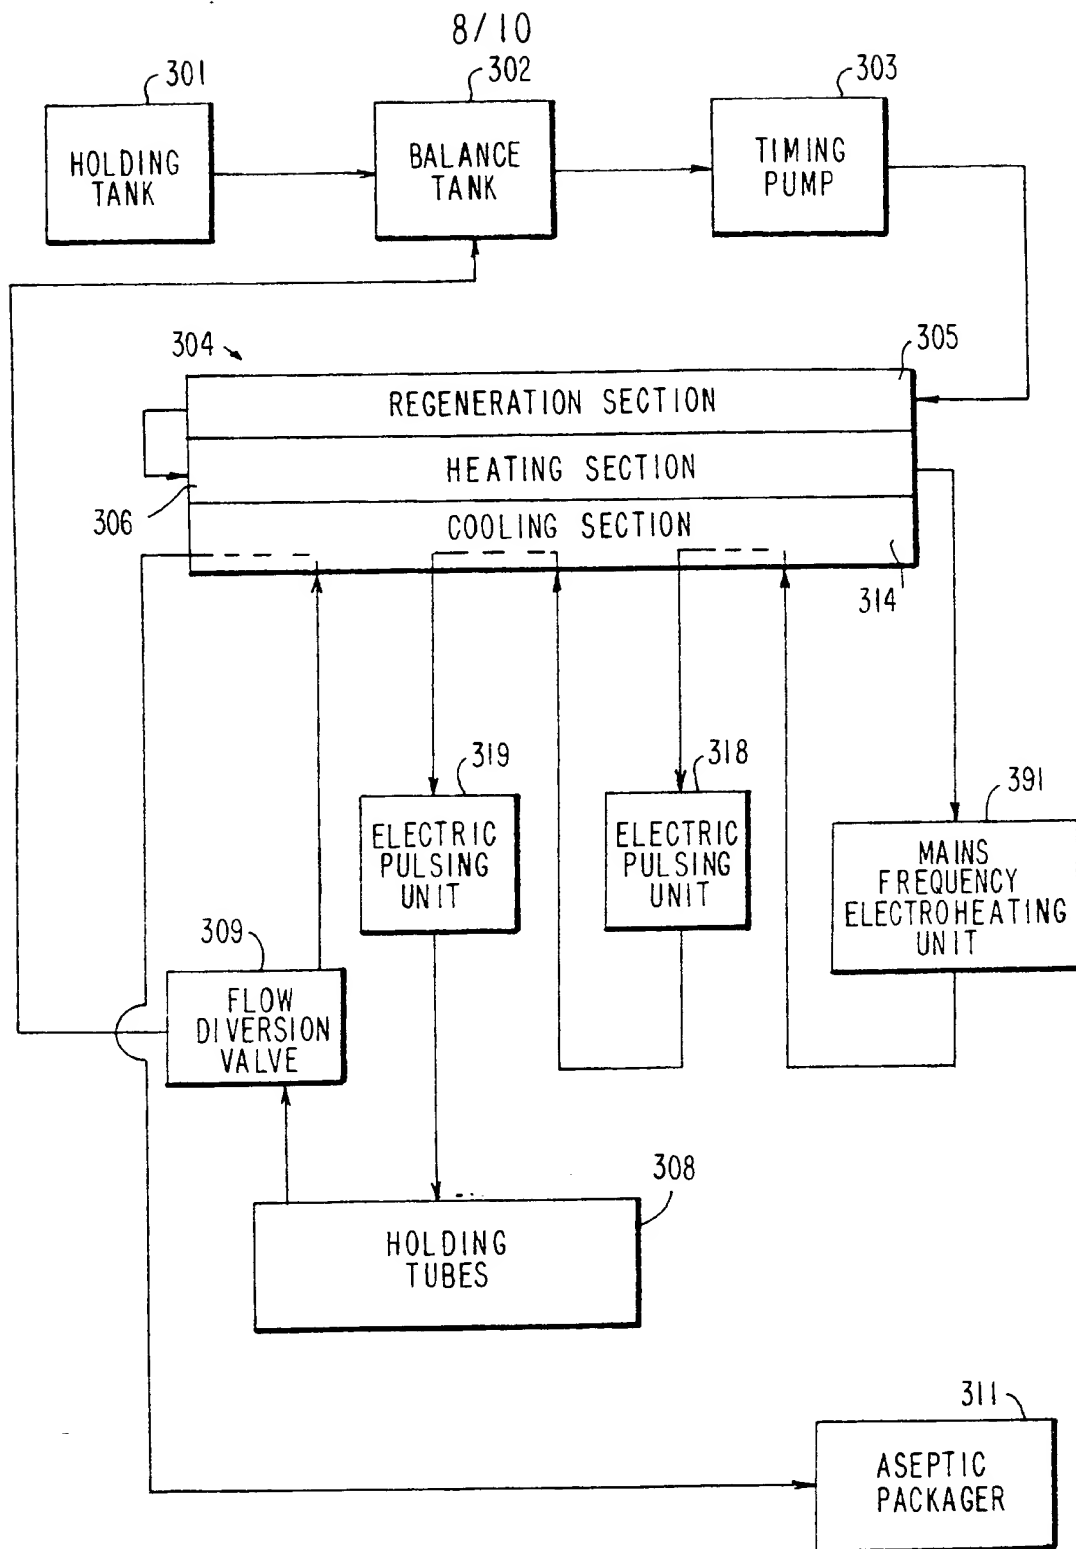 8/10
301
302
303
HOLDING
TANK
BALANCE
TANK
TIMING
PUMP
304
305
REGENERATION SECTION
HEATING SECTION
306
COOLING SECTION
314
319
318
391
ELECTRIC
PULSING
UNIT
ELECTRIC
PULSING
UNIT
MAINS
FREQUENCY
ELECTROHEATING
UNIT
309
FLOW
DIVERSION
VALVE
308
HOLDING
TUBES
311
ASEPTIC
PACKAGER